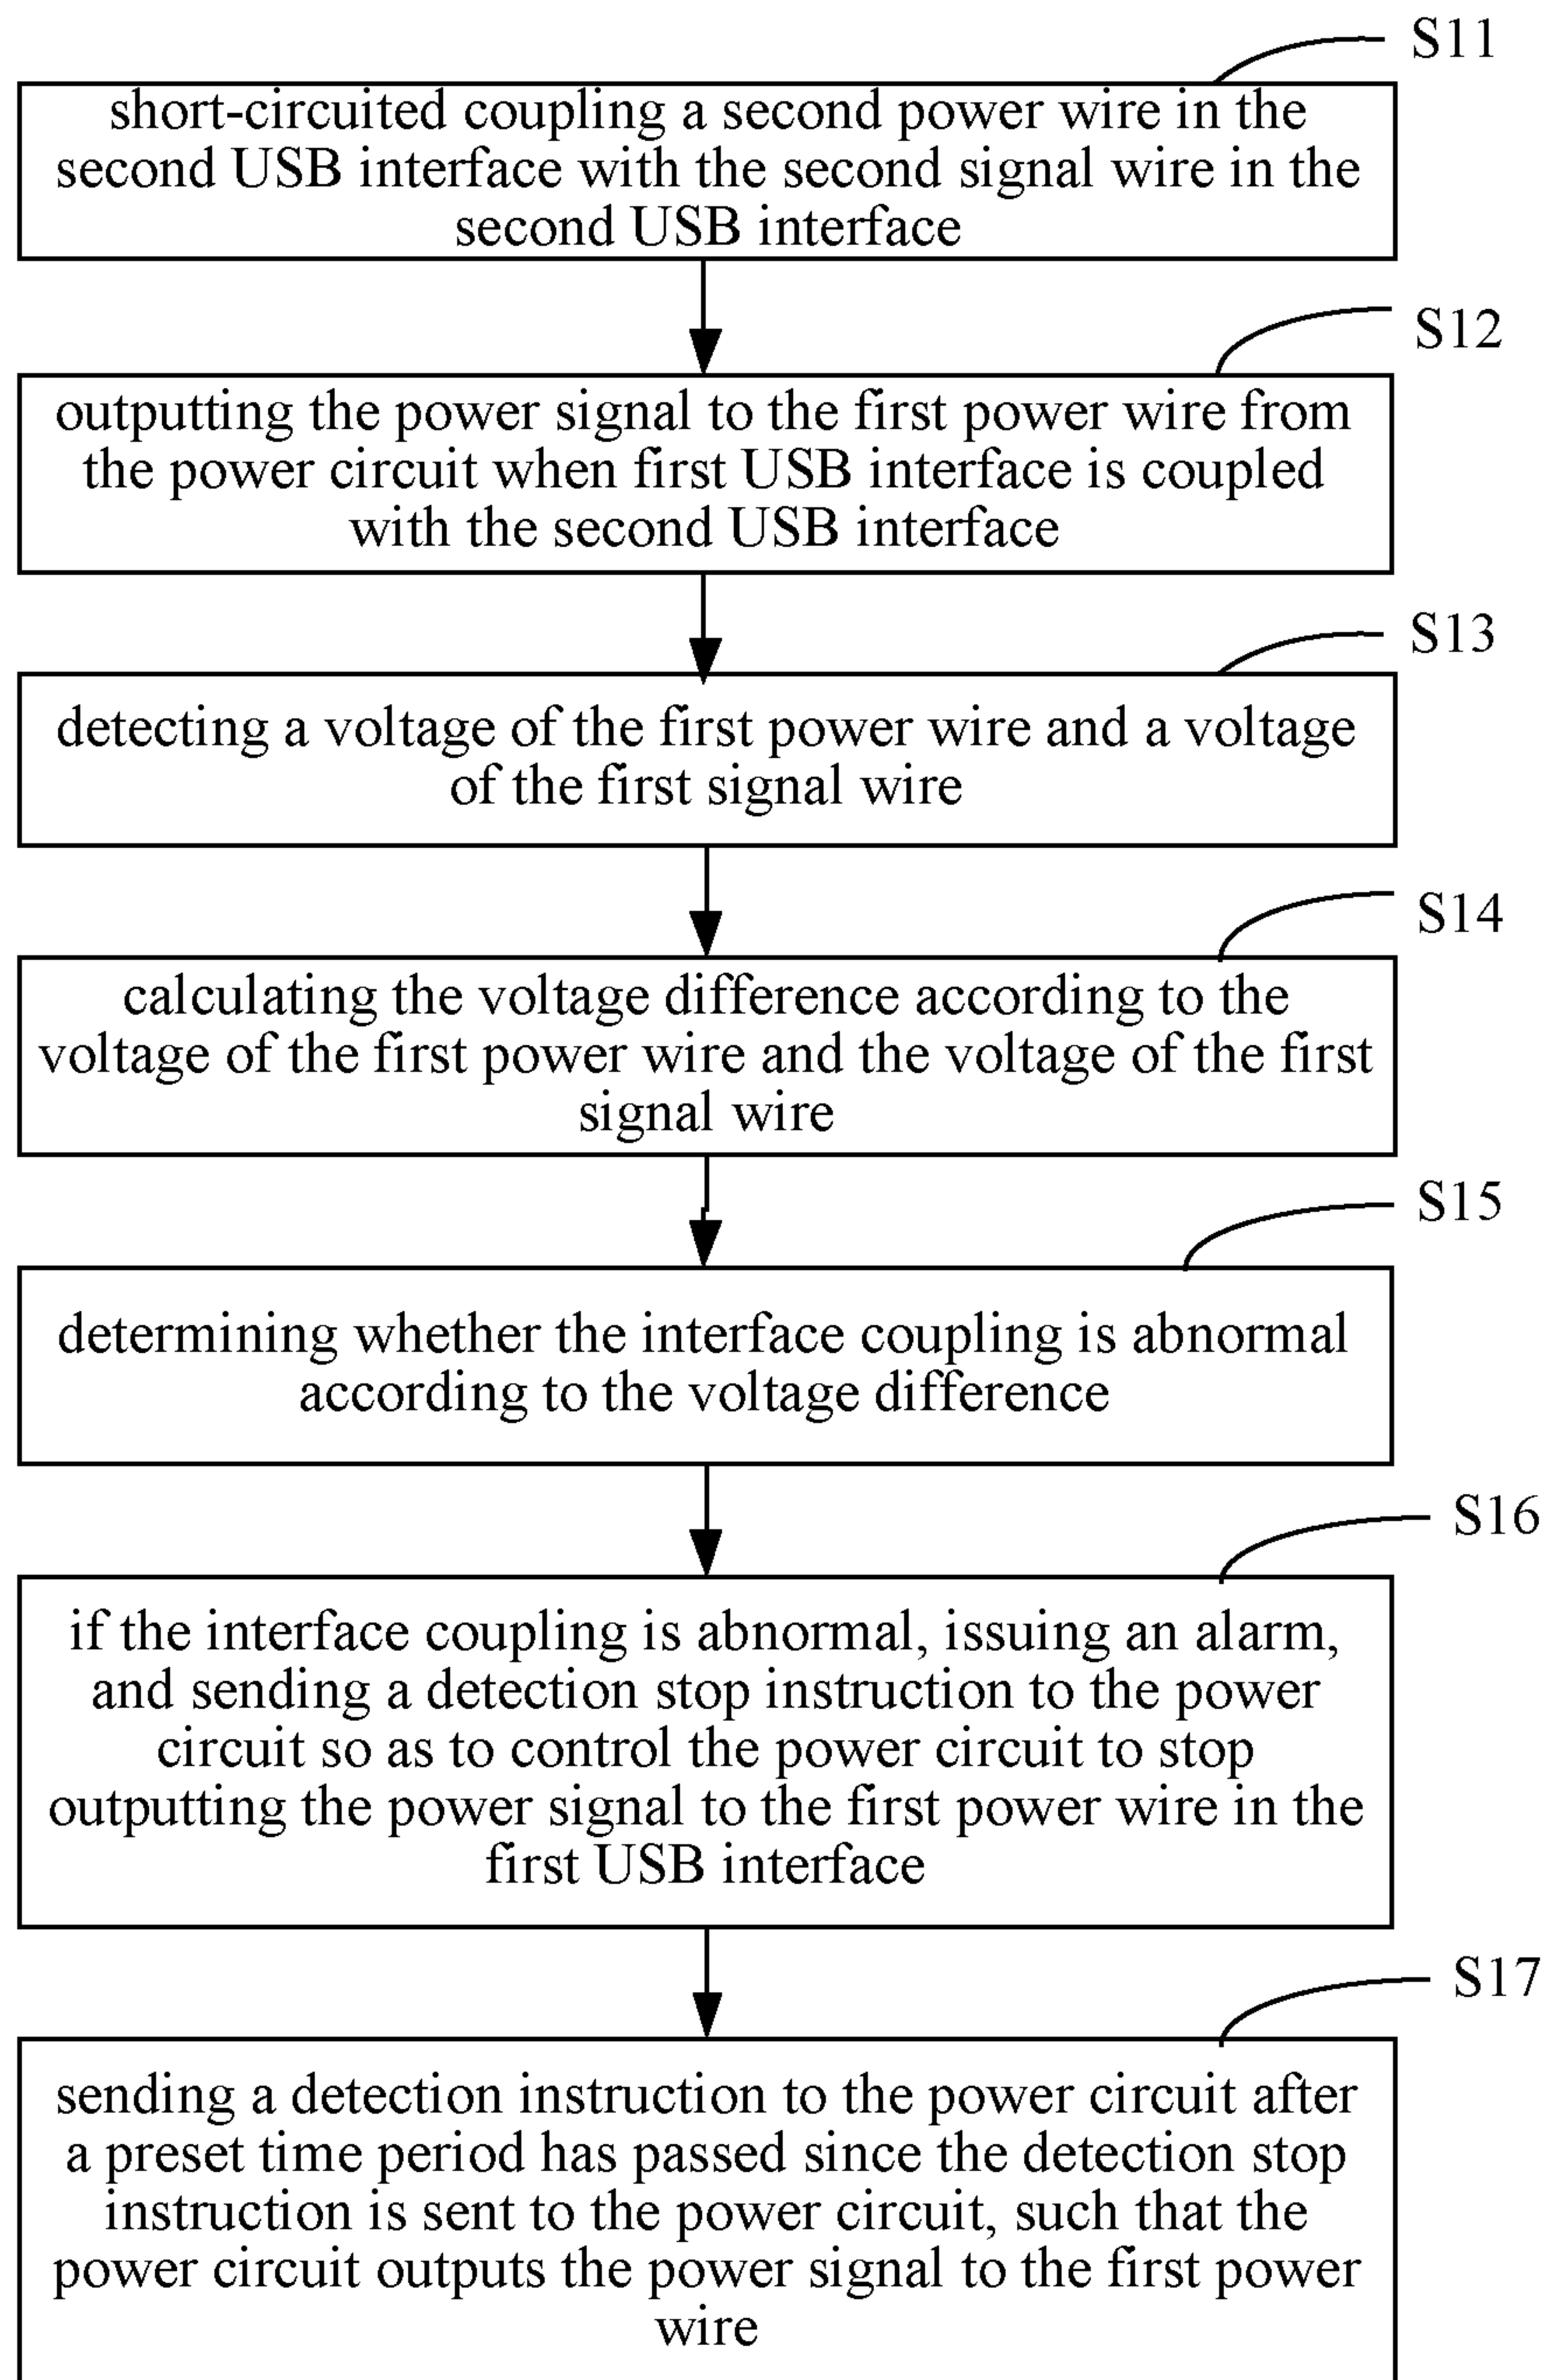 S11
short-circuited coupling a second power wire in the
second USB interface with the second signal wire in the
second USB interface
S12
outputting the power signal to the first power wire from
the power circuit when first USB interface is coupled
with the second USB interface
S13
detecting a voltage of the first power wire and a voltage
of the first signal wire
S14
calculating the voltage difference according to the
voltage of the first power wire and the voltage of the first
signal wire
S15
determining whether the interface coupling is abnormal
according to the voltage difference
S16
if the interface coupling is abnormal, issuing an alarm,
and sending a detection stop instruction to the power
circuit so as to control the power circuit to stop
outputting the power signal to the first power wire in the
first USB interface
S17
sending a detection instruction to the power circuit after
a preset time period has passed since the detection stop
instruction is sent to the power circuit, such that the
power circuit outputs the power signal to the first power
wire